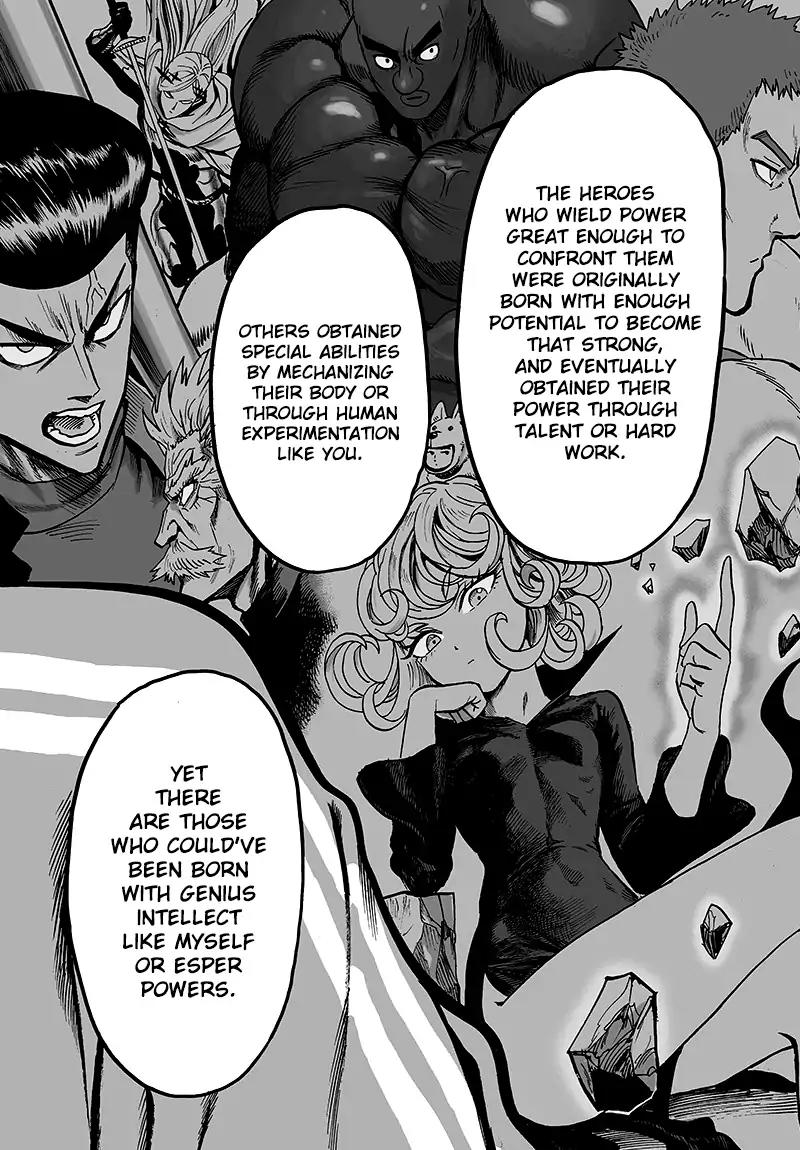 THE HEROES
WHO WIELD POWER
GREAT ENOUGH TO
CONFRONT THEM
WERE ORIGINALLY
BORN WITH ENOUGH
POTENTIAL TO BECOME
THAT STRONG,
AND EVENTUALLY
OBTAINED THEIR
POWER THROUGH
TALENT OR HARD
WORK.
OTHERS OBTAINED
SPECIAL ABILITIES
BY MECHANIZING
THEIR BODY OR
THROUGH HUMAN
EXPERIMENTATION
LIKE YOU.
YET
THERE
ARE THOSE
WHO COULD'VE
BEEN BORN
WITH GENIUS
INTELLECT
LIKE MYSELF
OR ESPER
POWERS.